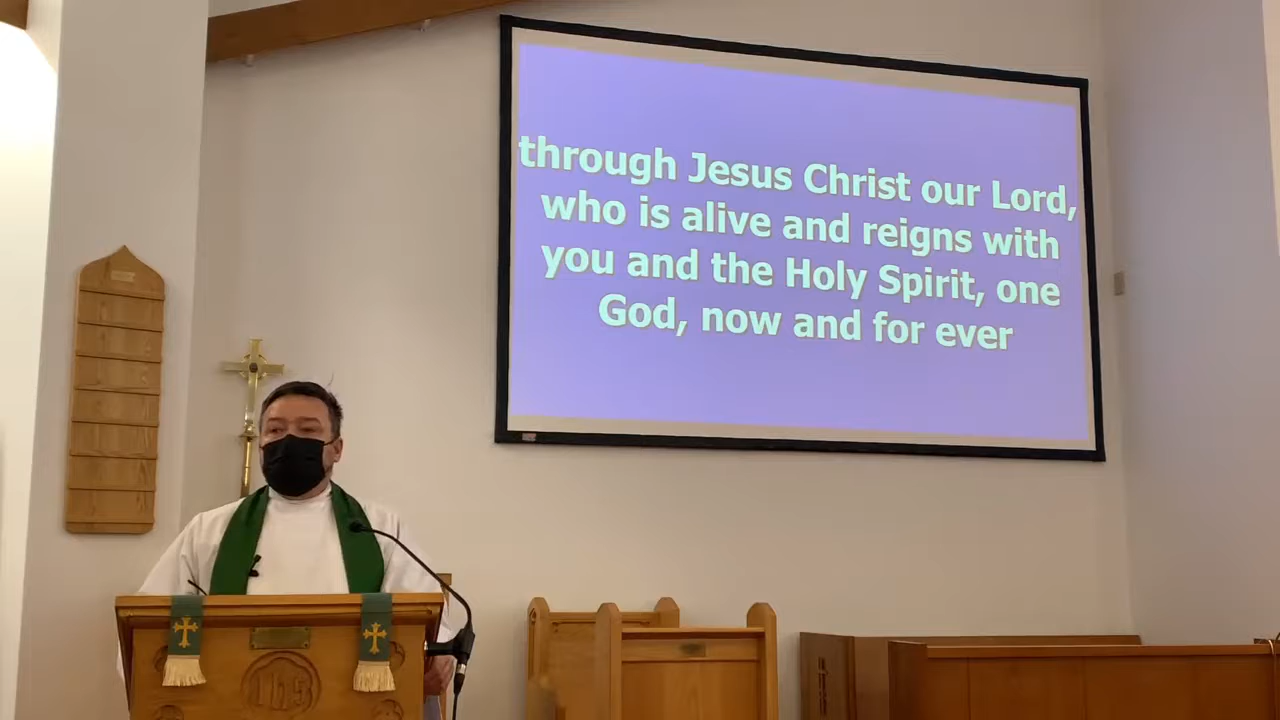 through Jesus Christ our Lord,
who is alive and reigns with
you and the Holy Spirit, one
God, now and for ever
IHS